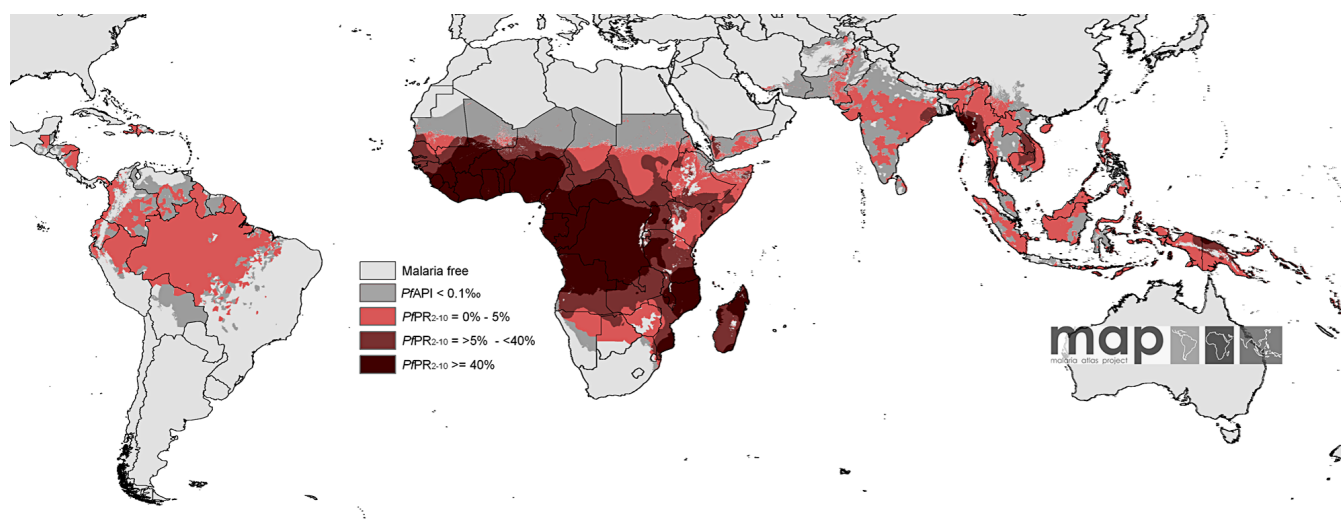 Malaria free
PfAPI < 0.1‰
PfPR2-10 = 0% - 5%
PfPR2-10 = >5% - <40%
PfPR2-10 >= 40%
map
malaria atlas project